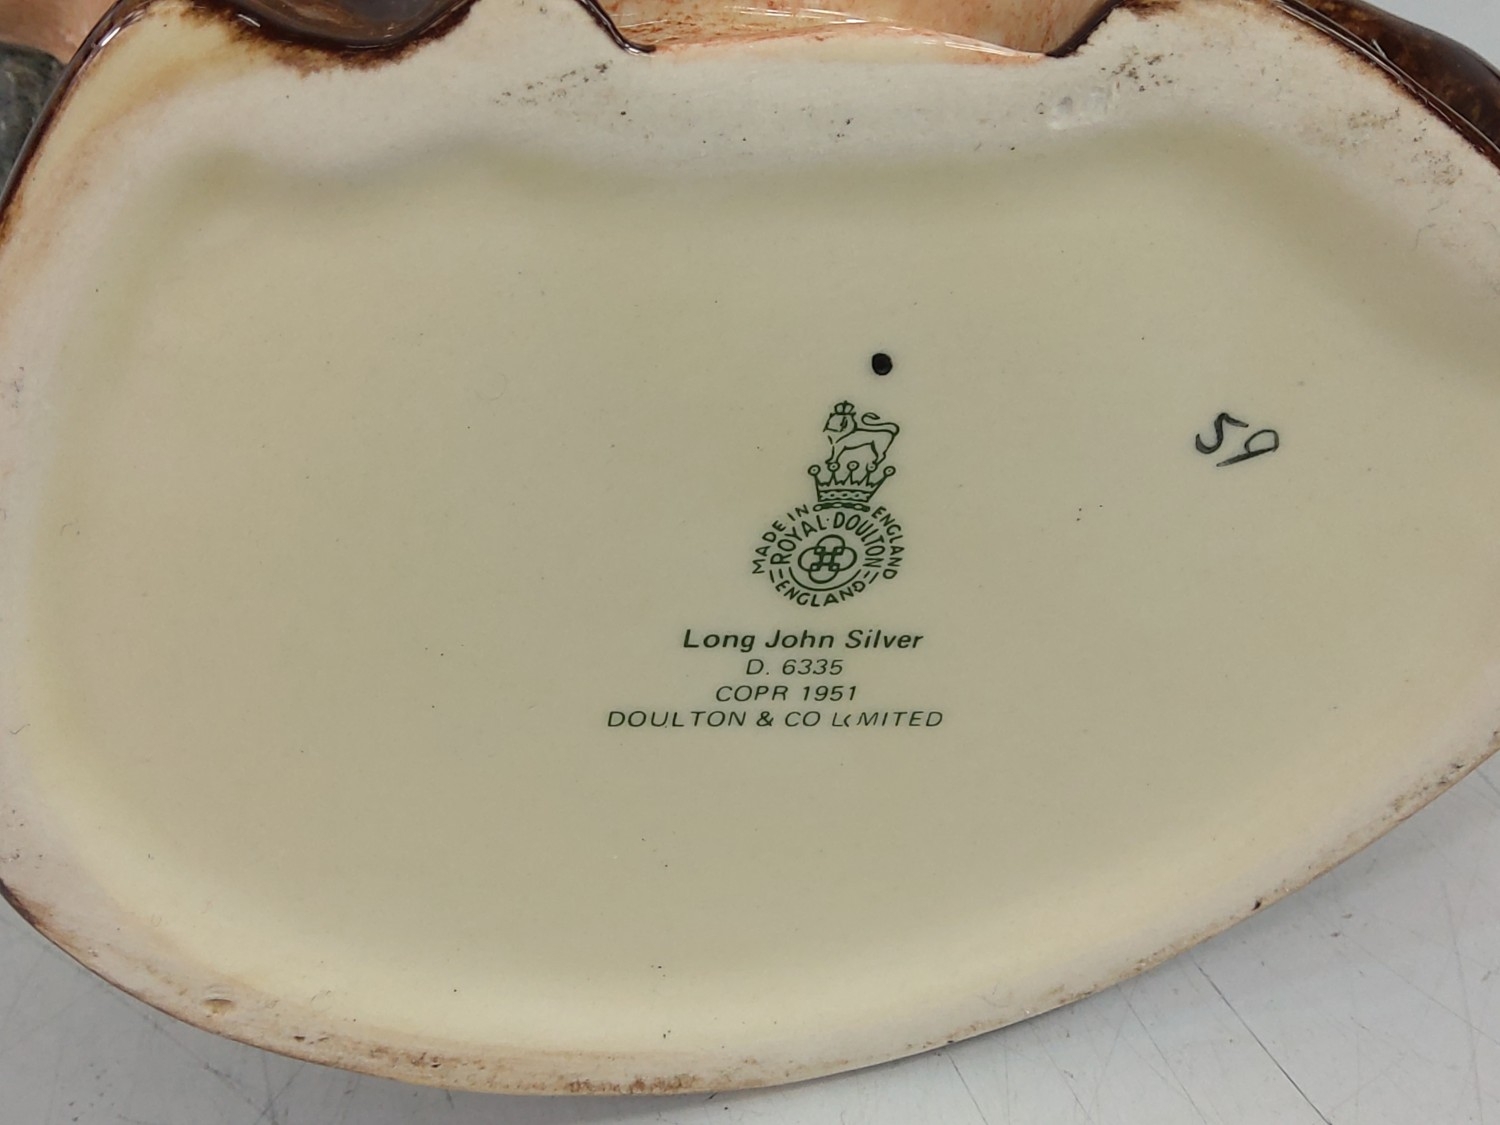 MADE IN ENGLAND
ROYAL·DOULTON
ENGLAND
59
Long John Silver
D. 6335
COPR 1951
DOULTON & CO LIMITED